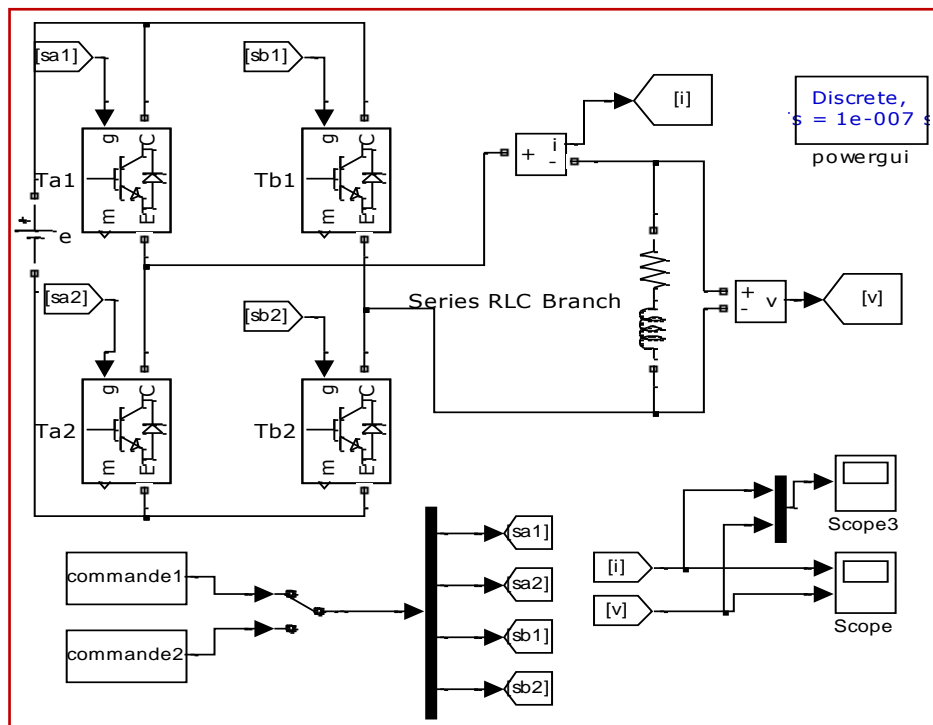 [sa1]
[sb1]
[i]
Discrete,
s = 1e-007 s
powergui
g
C
Ta1
m
E
g
C
Tb1
m
E
+
i
-
+
e
[sa2]
[sb2]
Series RLC Branch
+
v
-
[v]
g
C
Ta2
m
E
g
C
Tb2
m
E
Scope3
commande1
commande2
[sa1]
[sa2]
[sb1]
[sb2]
[i]
[v]
Scope